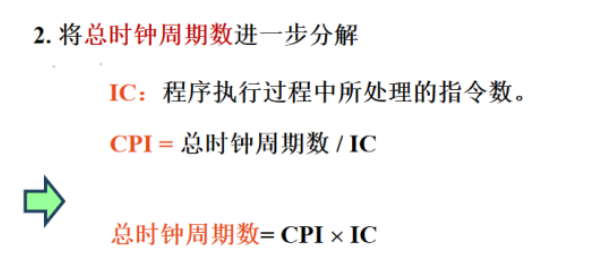 2. 将总时钟周期数进一步分解
IC：程序执行过程中所处理的指令数。
CPI = 总时钟周期数 / IC
总时钟周期数= CPI × IC